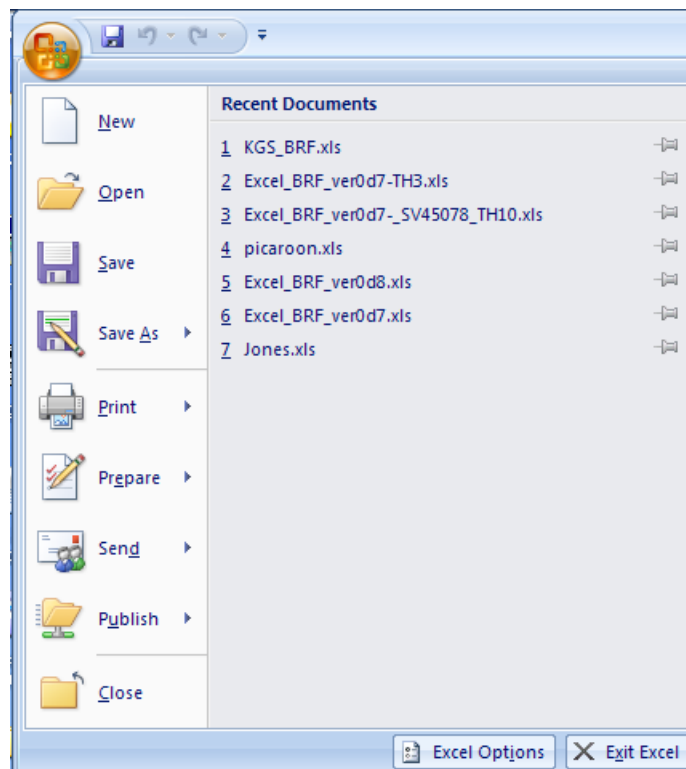 New
Open
Save
Save As
Print
Prepare
Send
Publish
Close
Recent Documents
1 KGS_BRF.xls
2 Excel_BRF_ver0d7-TH3.xls
3 Excel_BRF_ver0d7-_SV45078_TH10.xls
4 picaroon.xls
5 Excel_BRF_ver0d8.xls
6 Excel_BRF_ver0d7.xls
7 Jones.xls
Excel Options
Exit Excel